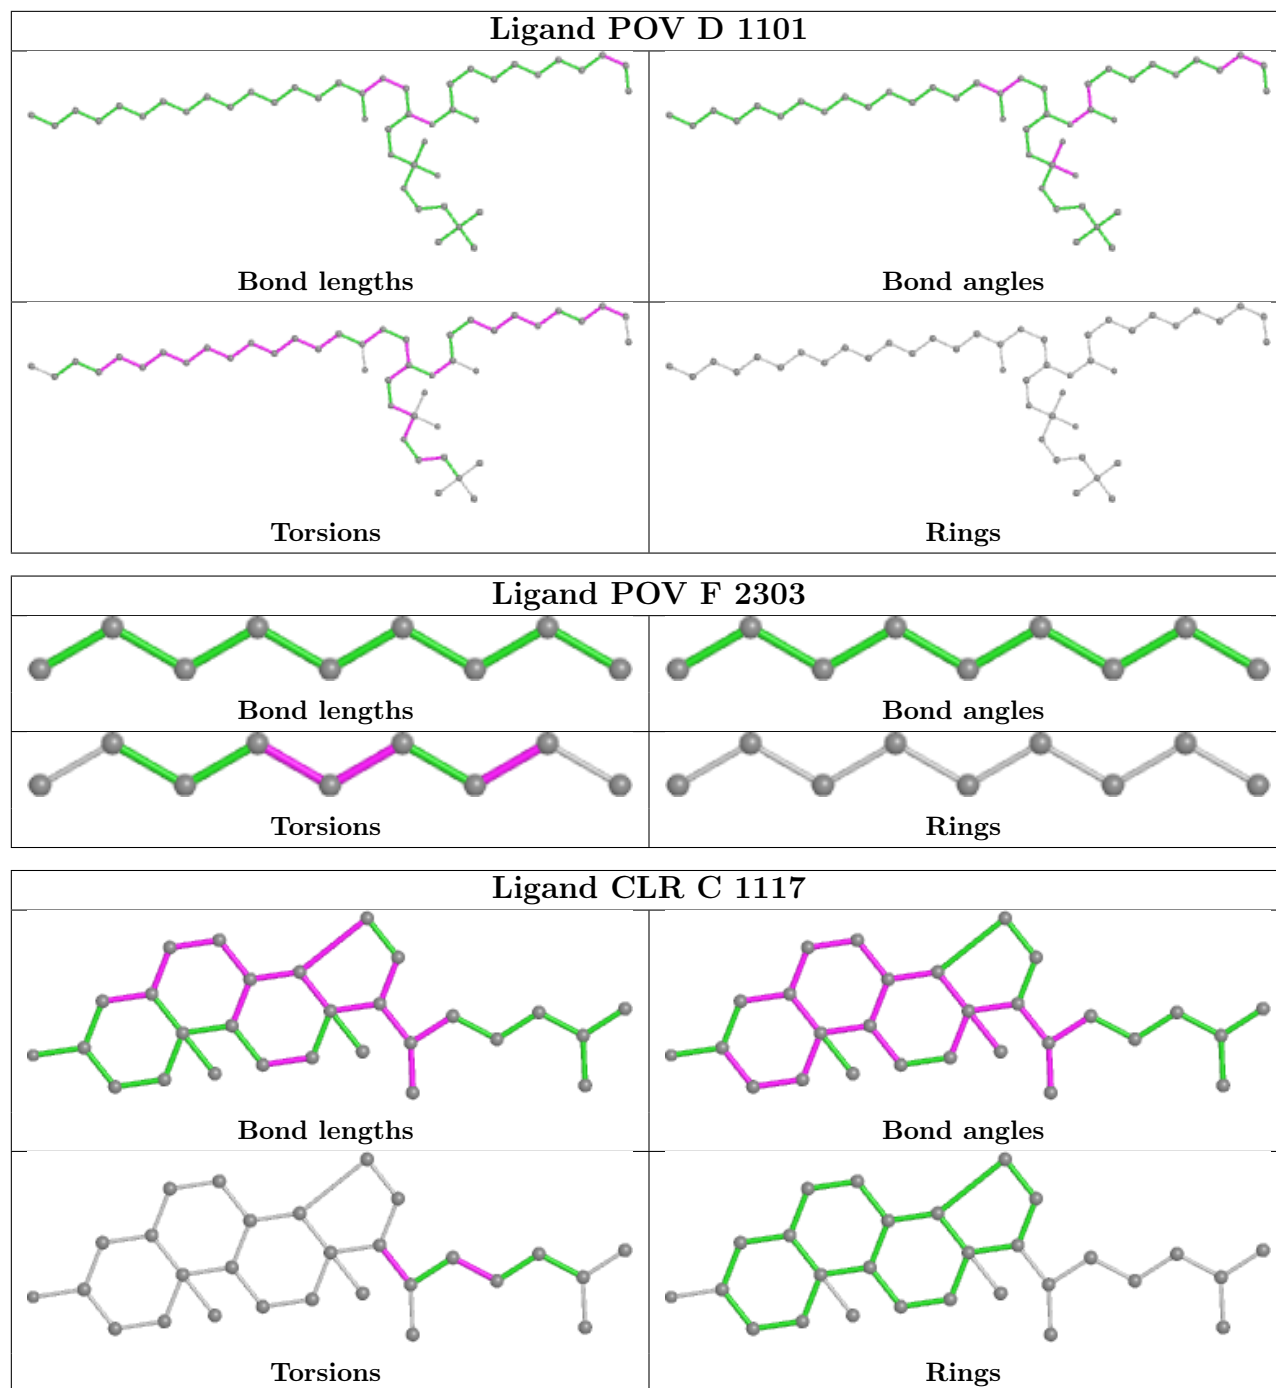 Ligand POV D 1101
Bond lengths
Bond angles
Torsions
Rings
Ligand POV F 2303
Bond lengths
Bond angles
Torsions
Rings
Ligand CLR C 1117
Bond lengths
Bond angles
Torsions
Rings